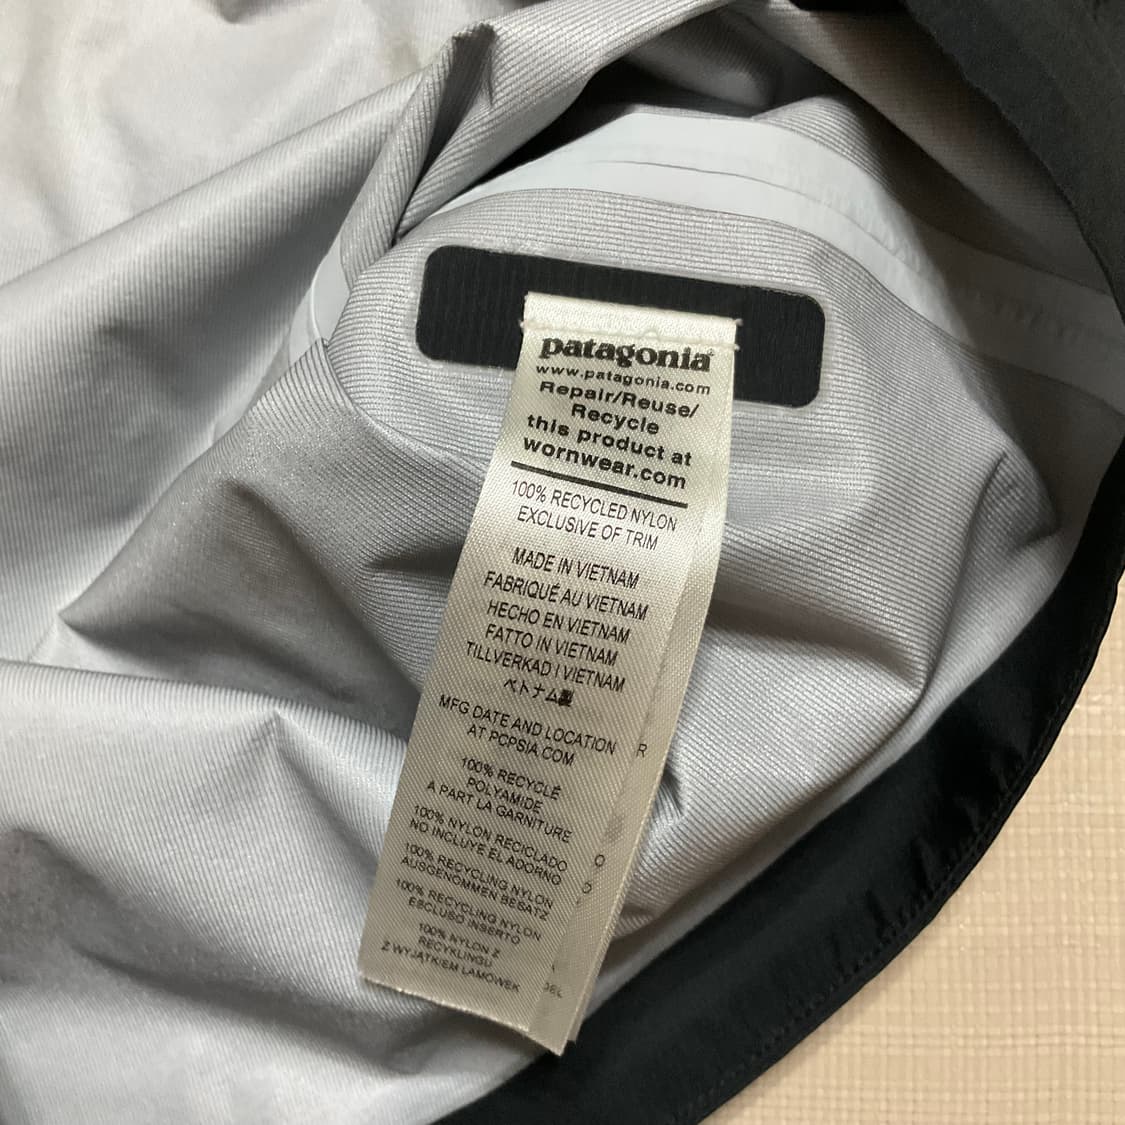 patagonia®
www.patagonia.com
Repair/Reuse/
Recycle
this product at
wornwear.com
100% RECYCLED NYLON
EXCLUSIVE OF TRIM
MADE IN VIETNAM
FABRIQUÉ AU VIETNAM
HECHO EN VIETNAM
FATTO IN VIETNAM
TILLVERKAD I VIETNAM
ベトナム製
MFG DATE AND LOCATION
AT PCPSIA.COM
100% RECYCLÉ
POLYAMIDE
A PART LA GARNITURE
100% NYLON RECICLADO
NO INCLUYE EL ADORNO
100% RECYCLING NYLON
AUSGENOMMEN BESATZ
100% RECYCLING NYLON
ESCLUSO INSERTO
100% NYLON Z
RECYKLINGU
Z WYJĄTKIEM LAMOWEK